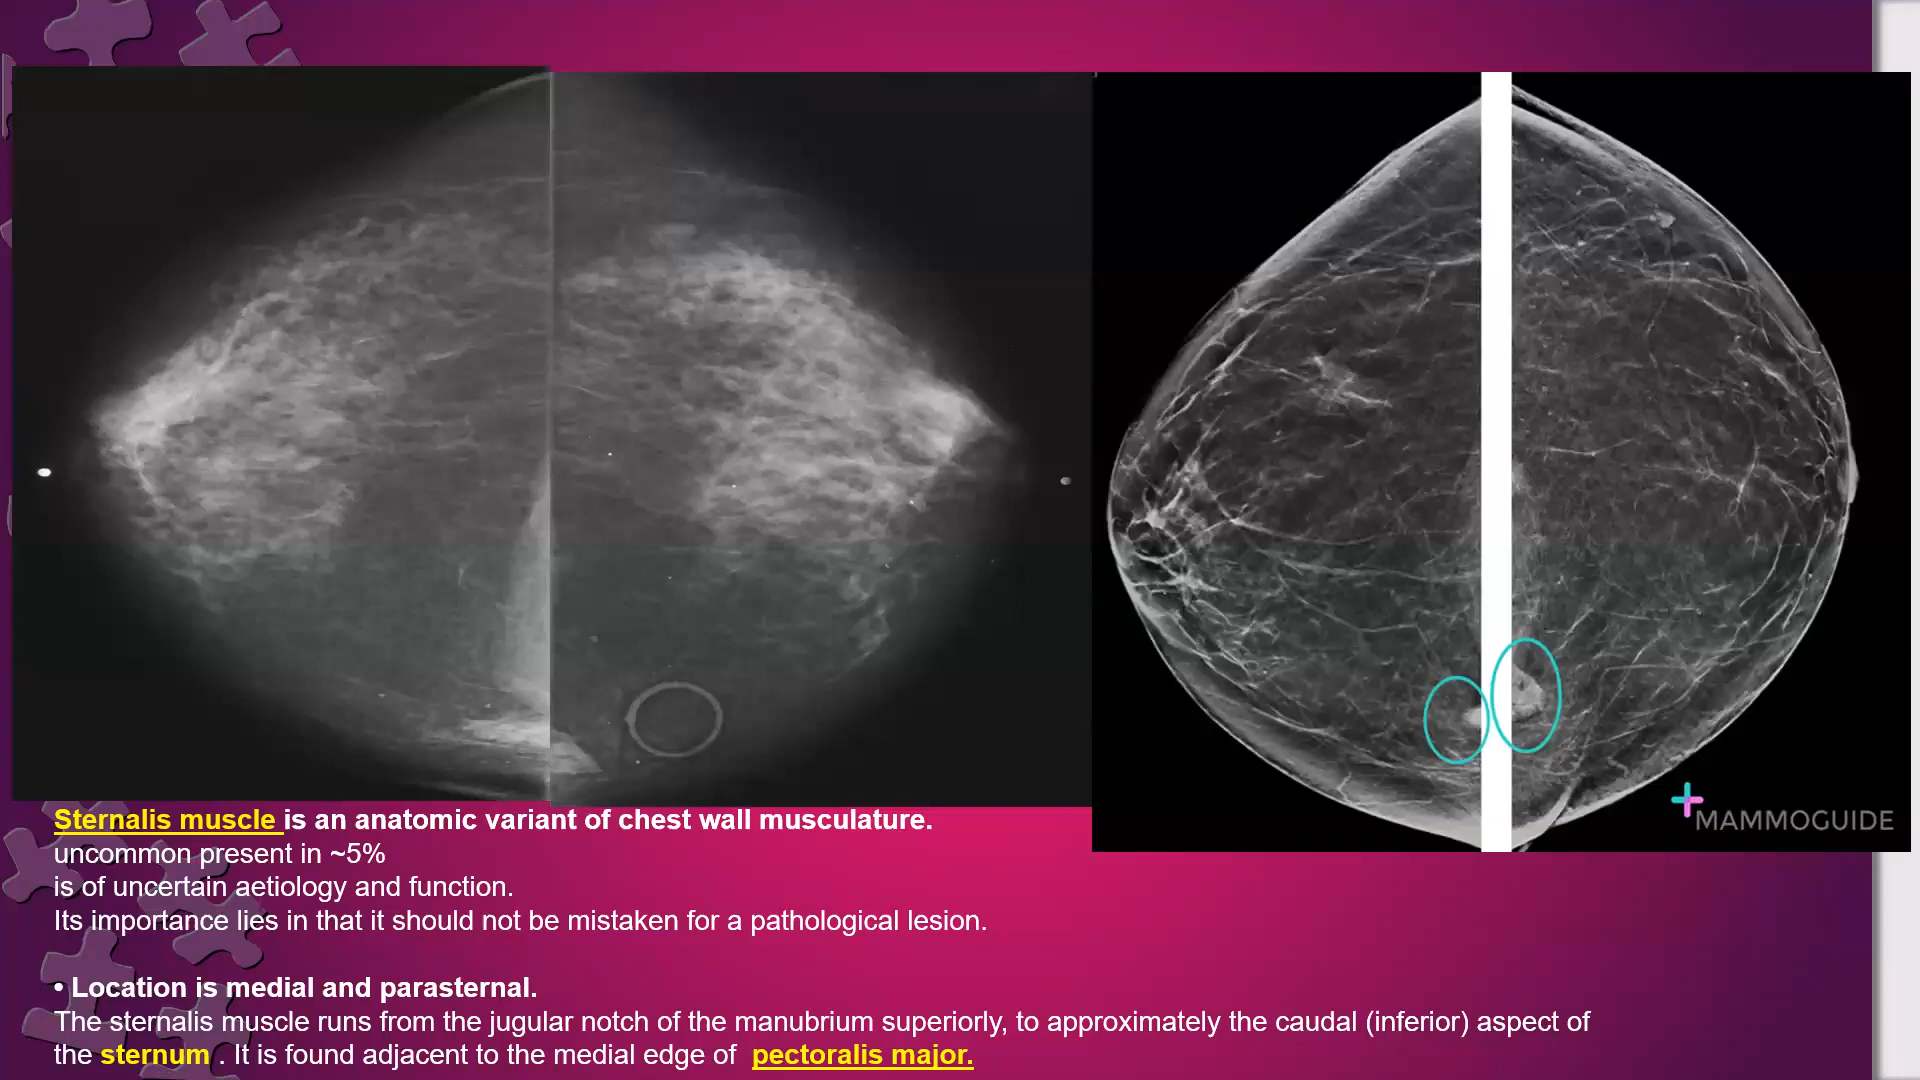 MAMMOGUIDE
Sternalis muscle is an anatomic variant of chest wall musculature.
uncommon present in ~5%
is of uncertain aetiology and function.
Its importance lies in that it should not be mistaken for a pathological lesion.
• Location is medial and parasternal.
The sternalis muscle runs from the jugular notch of the manubrium superiorly, to approximately the caudal (inferior) aspect of
the sternum . It is found adjacent to the medial edge of pectoralis major.